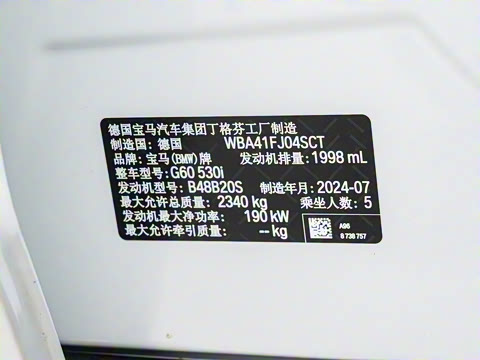 德国宝马汽车集团丁格芬工厂制造
制造国: 德国 WBA41FJ04SCT
品牌: 宝马(BMW)牌 发动机排量: 1998 mL
整车型号: G60 530i
发动机型号: B48B20S 制造年月: 2024-07
最大允许总质量: 2340 kg 乘坐人数: 5
发动机最大净功率: 190 kW
最大允许牵引质量: -- kg
A96
8 738 757